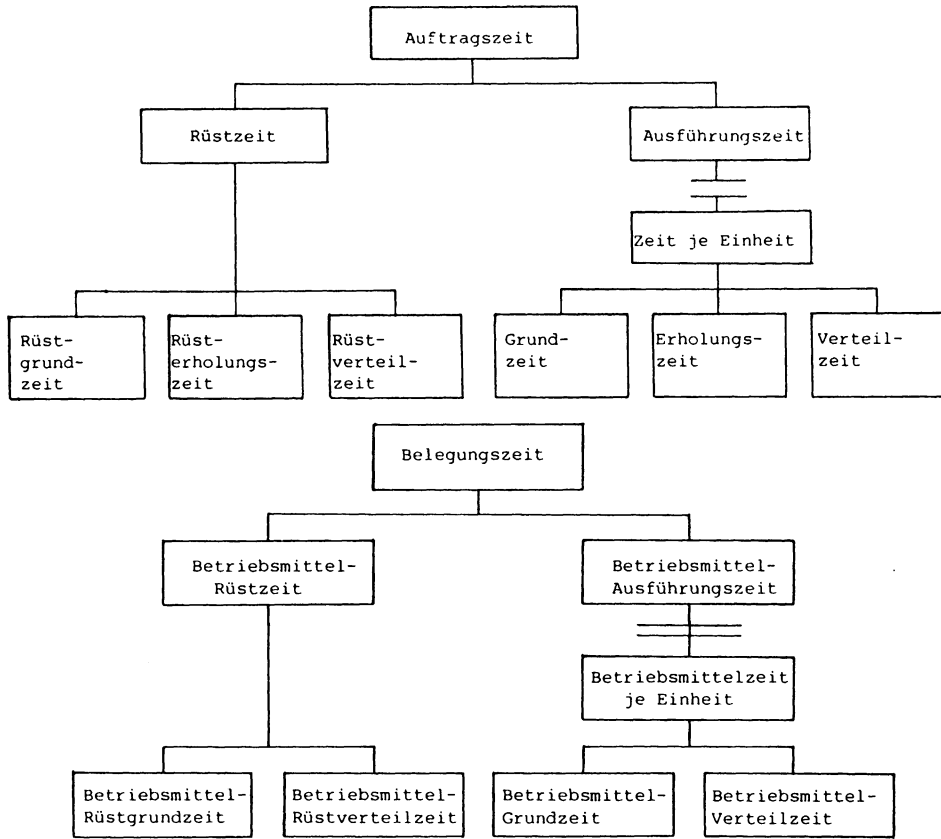 Auftragszeit
Rüstzeit
Ausführungszeit
Zeit je Einheit
Rüst-
grund-
zeit
Rüst-
erholungs-
zeit
Rüst-
verteil-
zeit
Grund-
zeit
Erholungs-
zeit
Verteil-
zeit
Belegungszeit
Betriebsmittel-
Rüstzeit
Betriebsmittel-
Ausführungszeit
Betriebsmittelzeit
je Einheit
Betriebsmittel-
Rüstgrundzeit
Betriebsmittel-
Rüstverteilzeit
Betriebsmittel-
Grundzeit
Betriebsmittel-
Verteilzeit